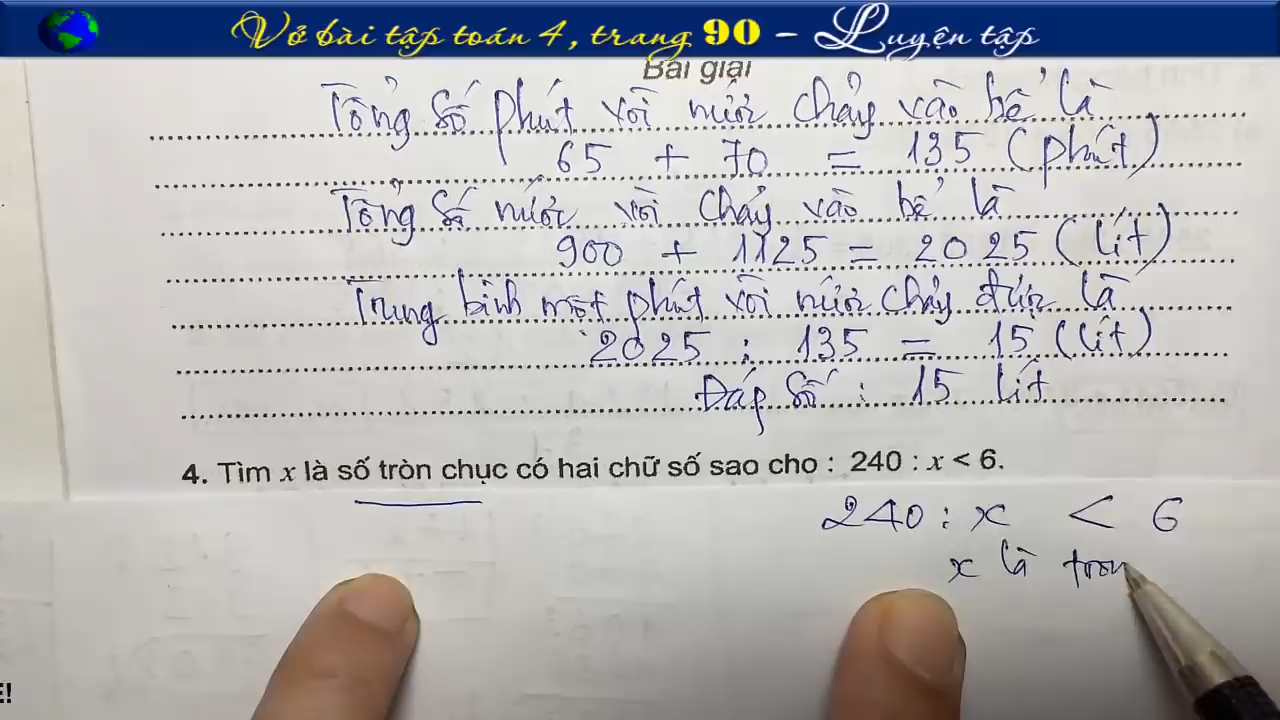 Vở bài tập toán 4, trang 90 - Luyện tập
Bài giải
Tổng số phút vòi nước chảy vào bể là
65 + 70 = 135 (phút)
Tổng số nước vòi chảy vào bể là
900 + 1125 = 2025 (lít)
Trung bình một phút vòi nước chảy được là
2025 : 135 = 15 (lít)
Đáp số : 15 lít
4. Tìm x là số tròn chục có hai chữ số sao cho : 240 : x < 6.
240 : x < 6
x là tron
E!